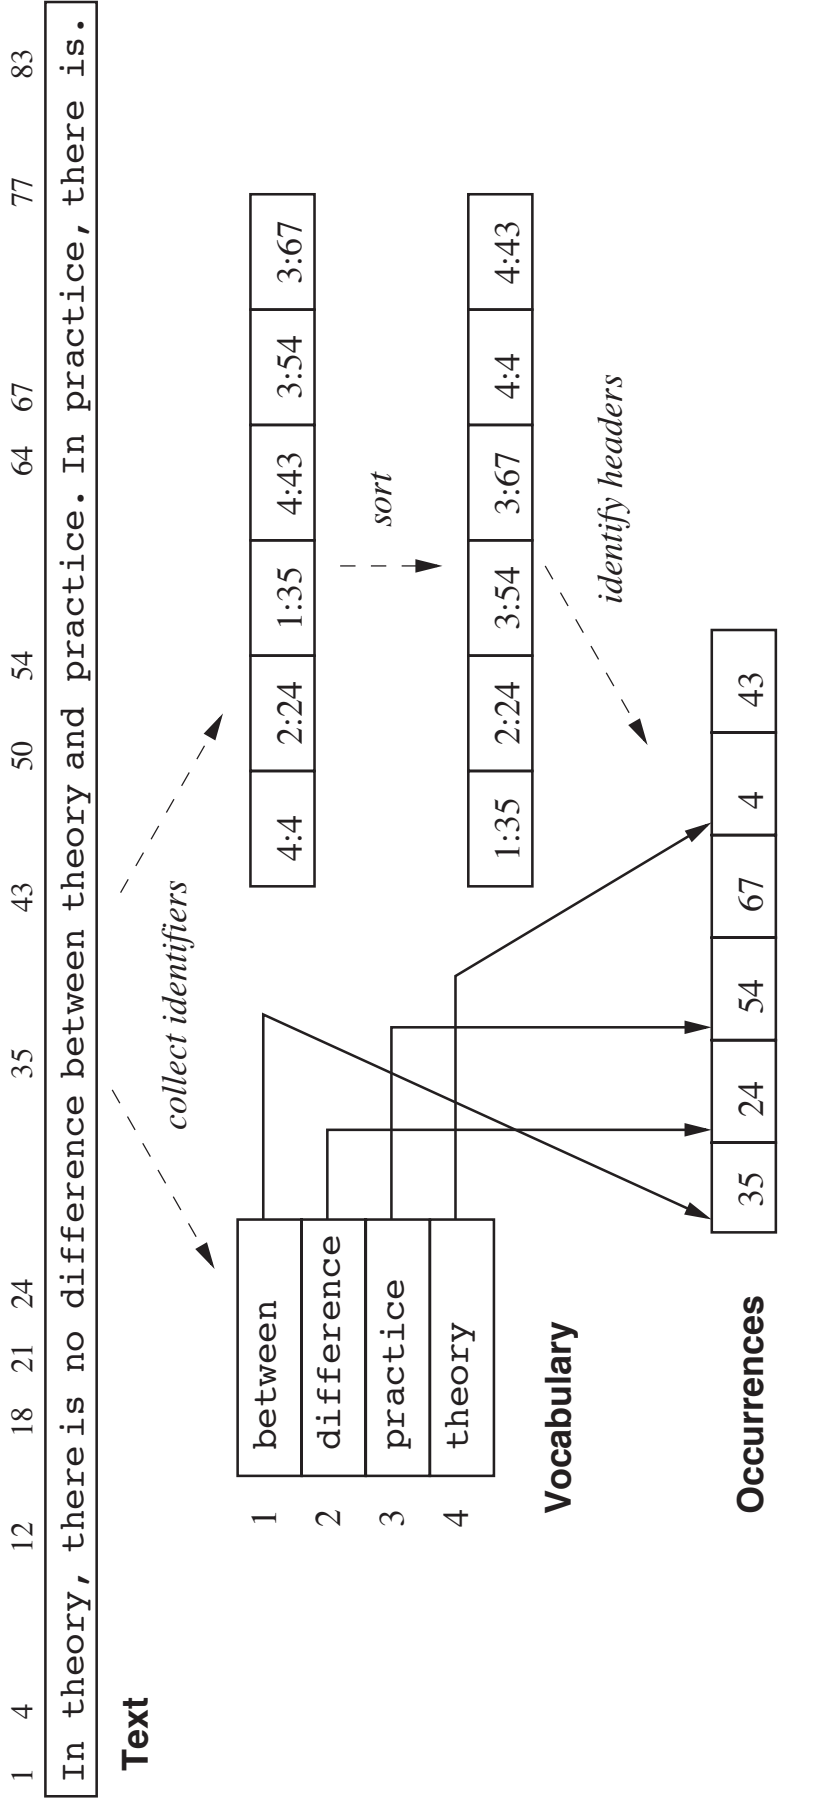 1 4 12 18 21 24 35 43 50 54 64 67 77 83
In theory, there is no difference between theory and practice. In practice, there is.
Text
collect identifiers
1 between
2 difference
3 practice
4 theory
Vocabulary
4:4 2:24 1:35 4:43 3:54 3:67
sort
1:35 2:24 3:54 3:67 4:4 4:43
identify headers
35 24 54 67 4 43
Occurrences